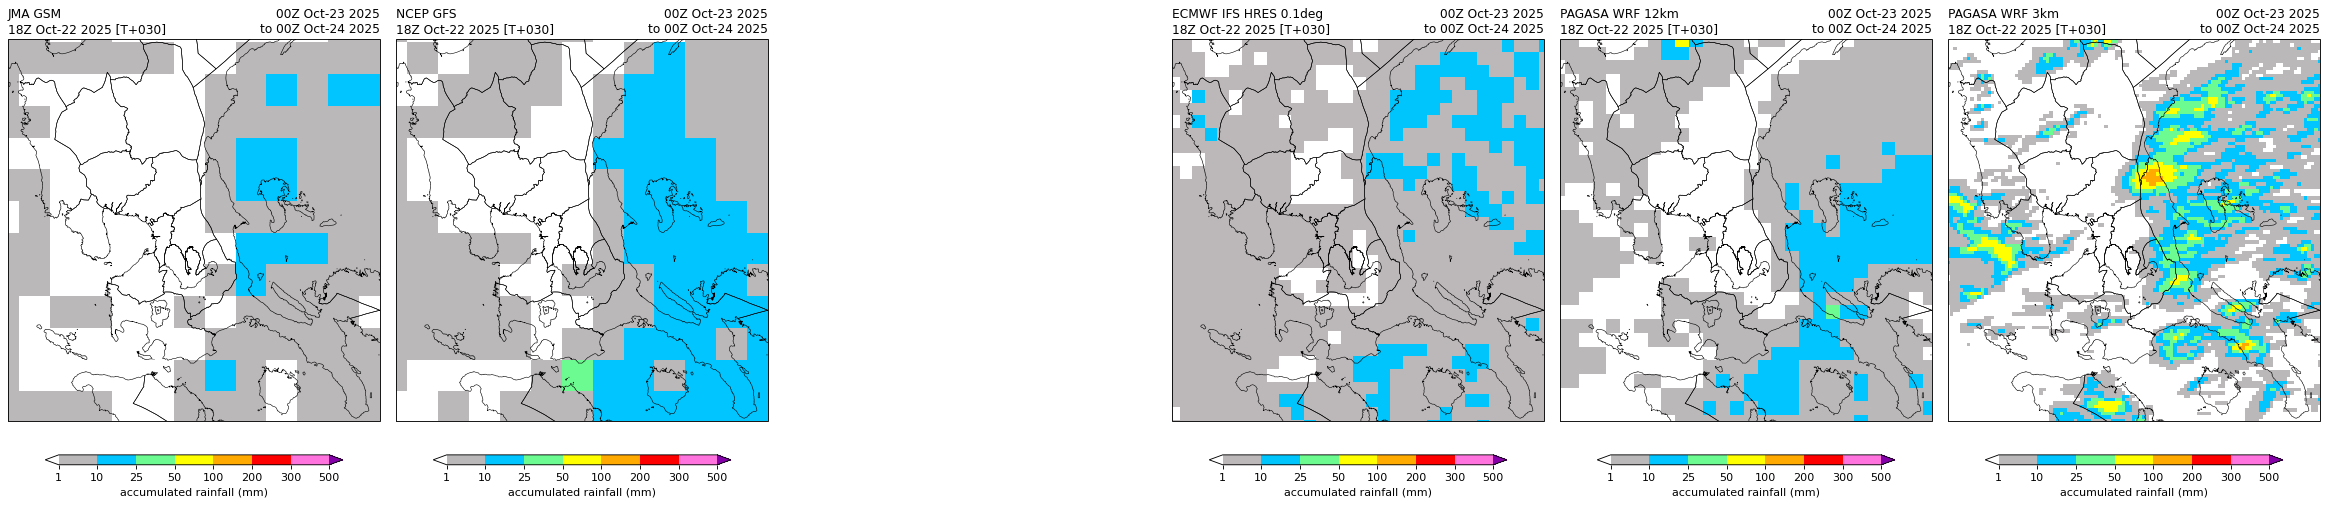 JMA GSM 00Z Oct-23 2025
18Z Oct-22 2025 [T+030] to 00Z Oct-24 2025
1 10 25 50 100 200 300 500
accumulated rainfall (mm)
NCEP GFS 00Z Oct-23 2025
18Z Oct-22 2025 [T+030] to 00Z Oct-24 2025
1 10 25 50 100 200 300 500
accumulated rainfall (mm)
ECMWF IFS HRES 0.1deg 00Z Oct-23 2025
18Z Oct-22 2025 [T+030] to 00Z Oct-24 2025
1 10 25 50 100 200 300 500
accumulated rainfall (mm)
PAGASA WRF 12km 00Z Oct-23 2025
18Z Oct-22 2025 [T+030] to 00Z Oct-24 2025
1 10 25 50 100 200 300 500
accumulated rainfall (mm)
PAGASA WRF 3km 00Z Oct-23 2025
18Z Oct-22 2025 [T+030] to 00Z Oct-24 2025
1 10 25 50 100 200 300 500
accumulated rainfall (mm)